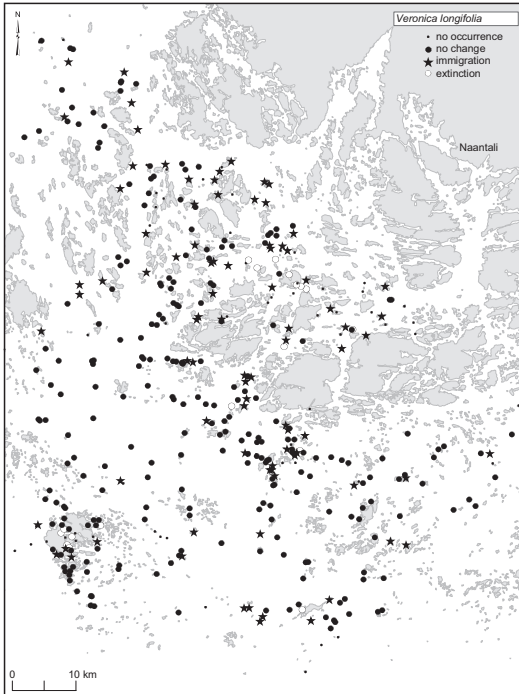 N
Veronica longifolia
no occurrence
no change
immigration
extinction
Naantali
0 10 km